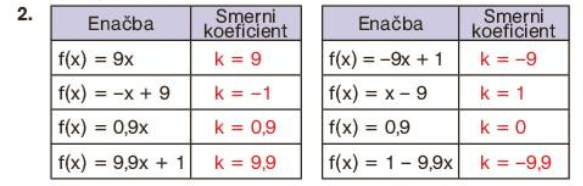 2.
Enačba Smerni koeficient
f(x) = 9x k = 9
f(x) = −x + 9 k = −1
f(x) = 0,9x k = 0,9
f(x) = 9,9x + 1 k = 9,9
Enačba Smerni koeficient
f(x) = −9x + 1 k = −9
f(x) = x − 9 k = 1
f(x) = 0,9 k = 0
f(x) = 1 − 9,9x k = −9,9